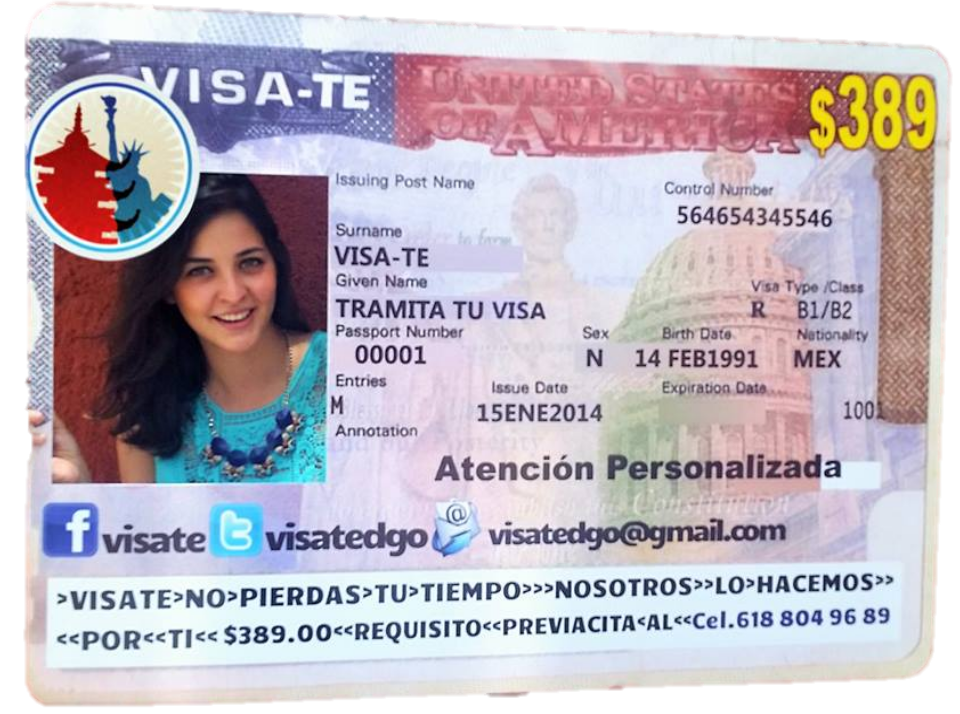 VISA-TE
UNITED STATES
OF AMERICA
$389
Issuing Post Name
Control Number
564654345546
Surname
VISA-TE
Given Name
Visa Type /Class
TRAMITA TU VISA
R B1/B2
Passport Number Sex Birth Date Nationality
00001 N 14 FEB1991 MEX
Entries Issue Date Expiration Date
M 15ENE2014 1001
Annotation
Atención Personalizada
f visate t visatedgo @ visatedgo@gmail.com
>VISATE>NO>PIERDAS>TU>TIEMPO>>>NOSOTROS>>LO>HACEMOS>>
<<POR<<TI<< $389.00<<REQUISITO<<PREVIACITA<AL<<Cel.618 804 96 89